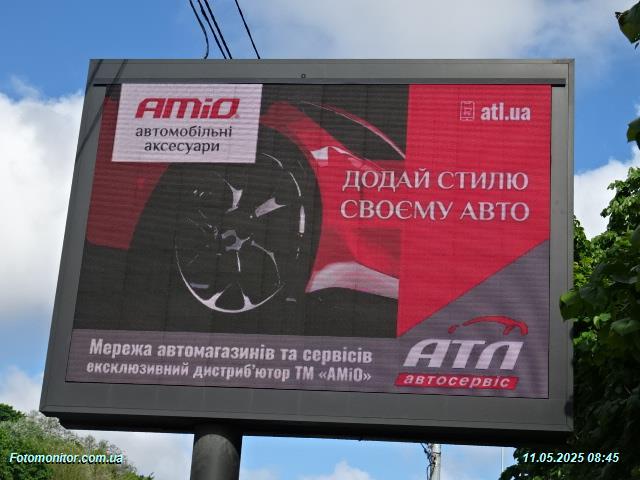 AMiO
автомобільні
аксесуари
atl.ua
ДОДАЙ СТИЛЮ
СВОЄМУ АВТО
Мережа автомагазинів та сервісів
ексклюзивний дистриб'ютор ТМ «AMiO»
АТЛ
автосервіс
Fotomonitor.com.ua
11.05.2025 08:45